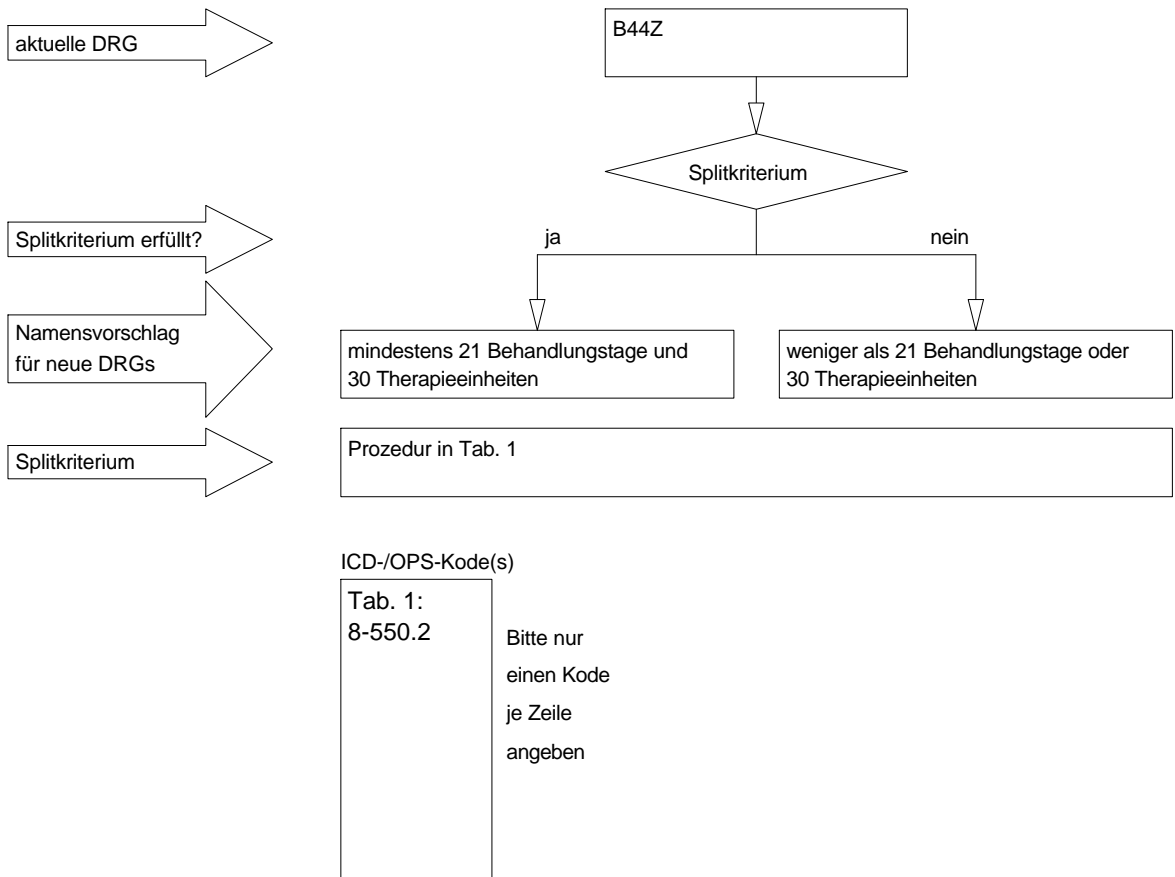 aktuelle DRG
B44Z
Splitkriterium
Splitkriterium erfüllt?
ja
nein
Namensvorschlag
für neue DRGs
mindestens 21 Behandlungstage und
30 Therapieeinheiten
weniger als 21 Behandlungstage oder
30 Therapieeinheiten
Splitkriterium
Prozedur in Tab. 1
ICD-/OPS-Kode(s)
Tab. 1:
8-550.2
Bitte nur
einen Kode
je Zeile
angeben